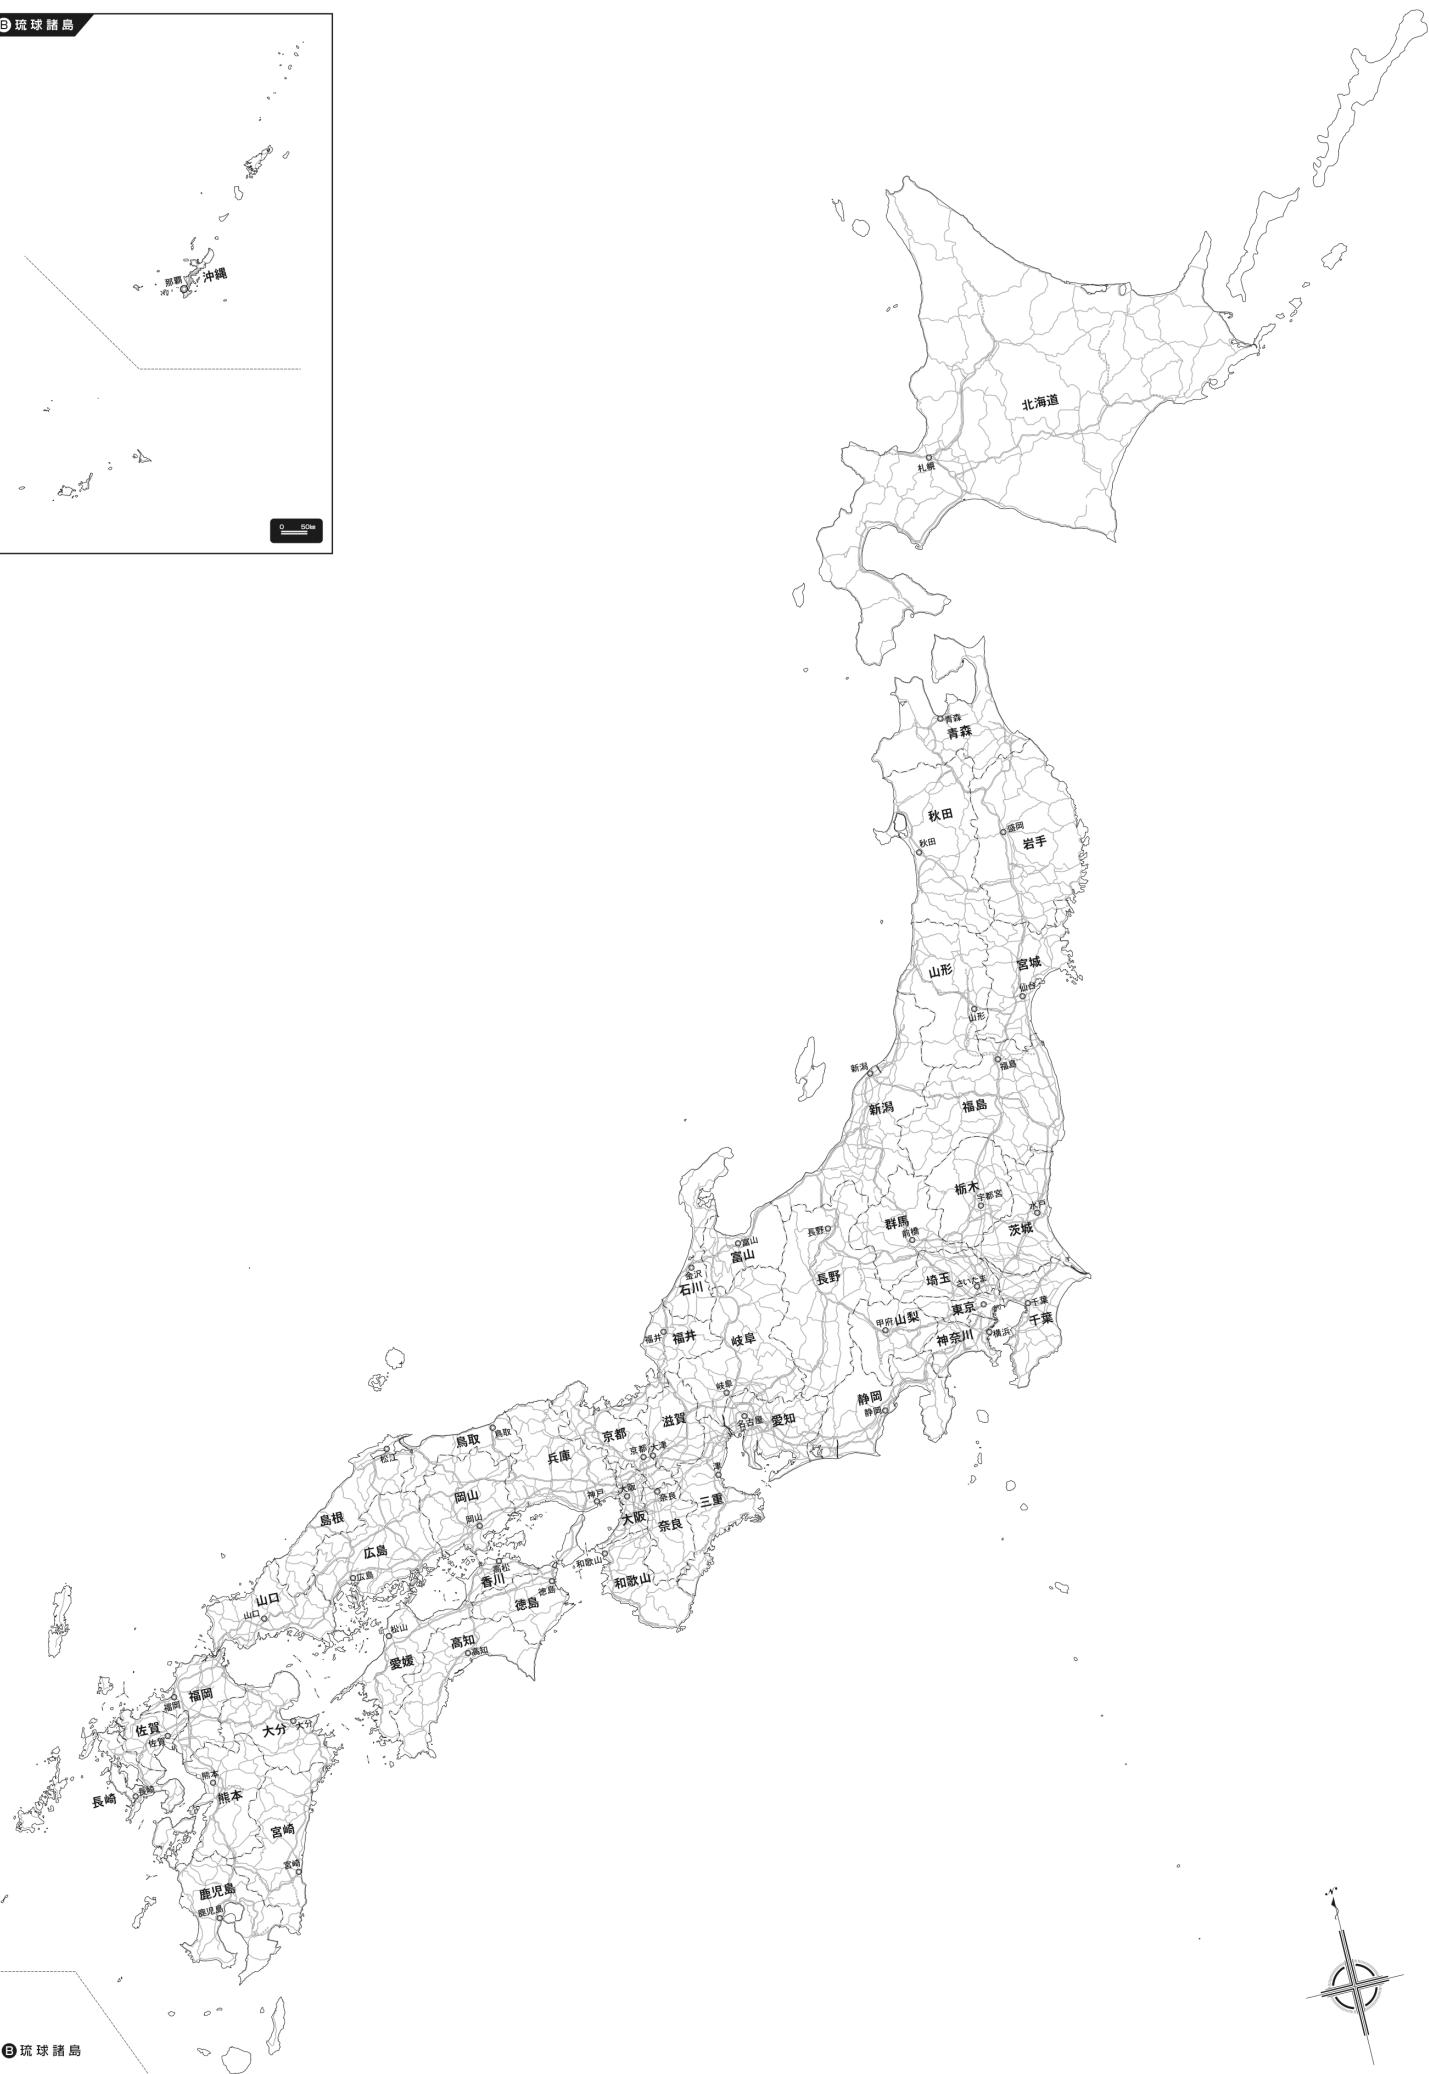 B 琉球諸島
那覇
沖縄
0 50㎞
北海道
札幌
青森
青森
秋田
盛岡
岩手
秋田
山形
宮城
仙台
山形
福島
新潟
新潟
福島
栃木
宇都宮
水戸
群馬
前橋
茨城
長野
富山
富山
金沢
石川
長野
埼玉
さいたま
東京
千葉
千葉
甲府
山梨
神奈川
横浜
福井
福井
岐阜
岐阜
静岡
静岡
名古屋
愛知
滋賀
京都
京都
大津
鳥取
鳥取
兵庫
松江
津
三重
岡山
神戸
大阪
奈良
島根
岡山
大阪
奈良
広島
和歌山
高松
広島
香川
徳島
和歌山
山口
山口
徳島
松山
高知
高知
愛媛
福岡
福岡
佐賀
佐賀
大分
大分
熊本
長崎
長崎
熊本
宮崎
宮崎
鹿児島
鹿児島
N
B 琉球諸島